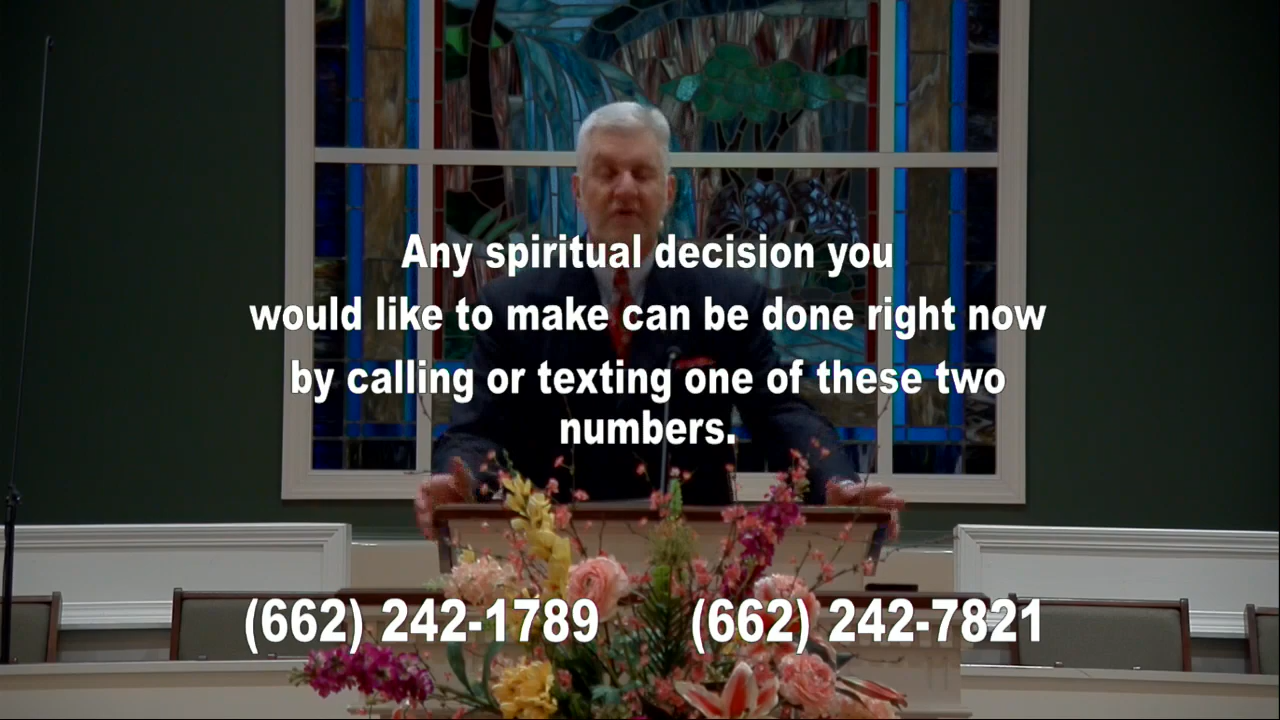 Any spiritual decision you
would like to make can be done right now
by calling or texting one of these two
numbers.
(662) 242-1789 (662) 242-7821